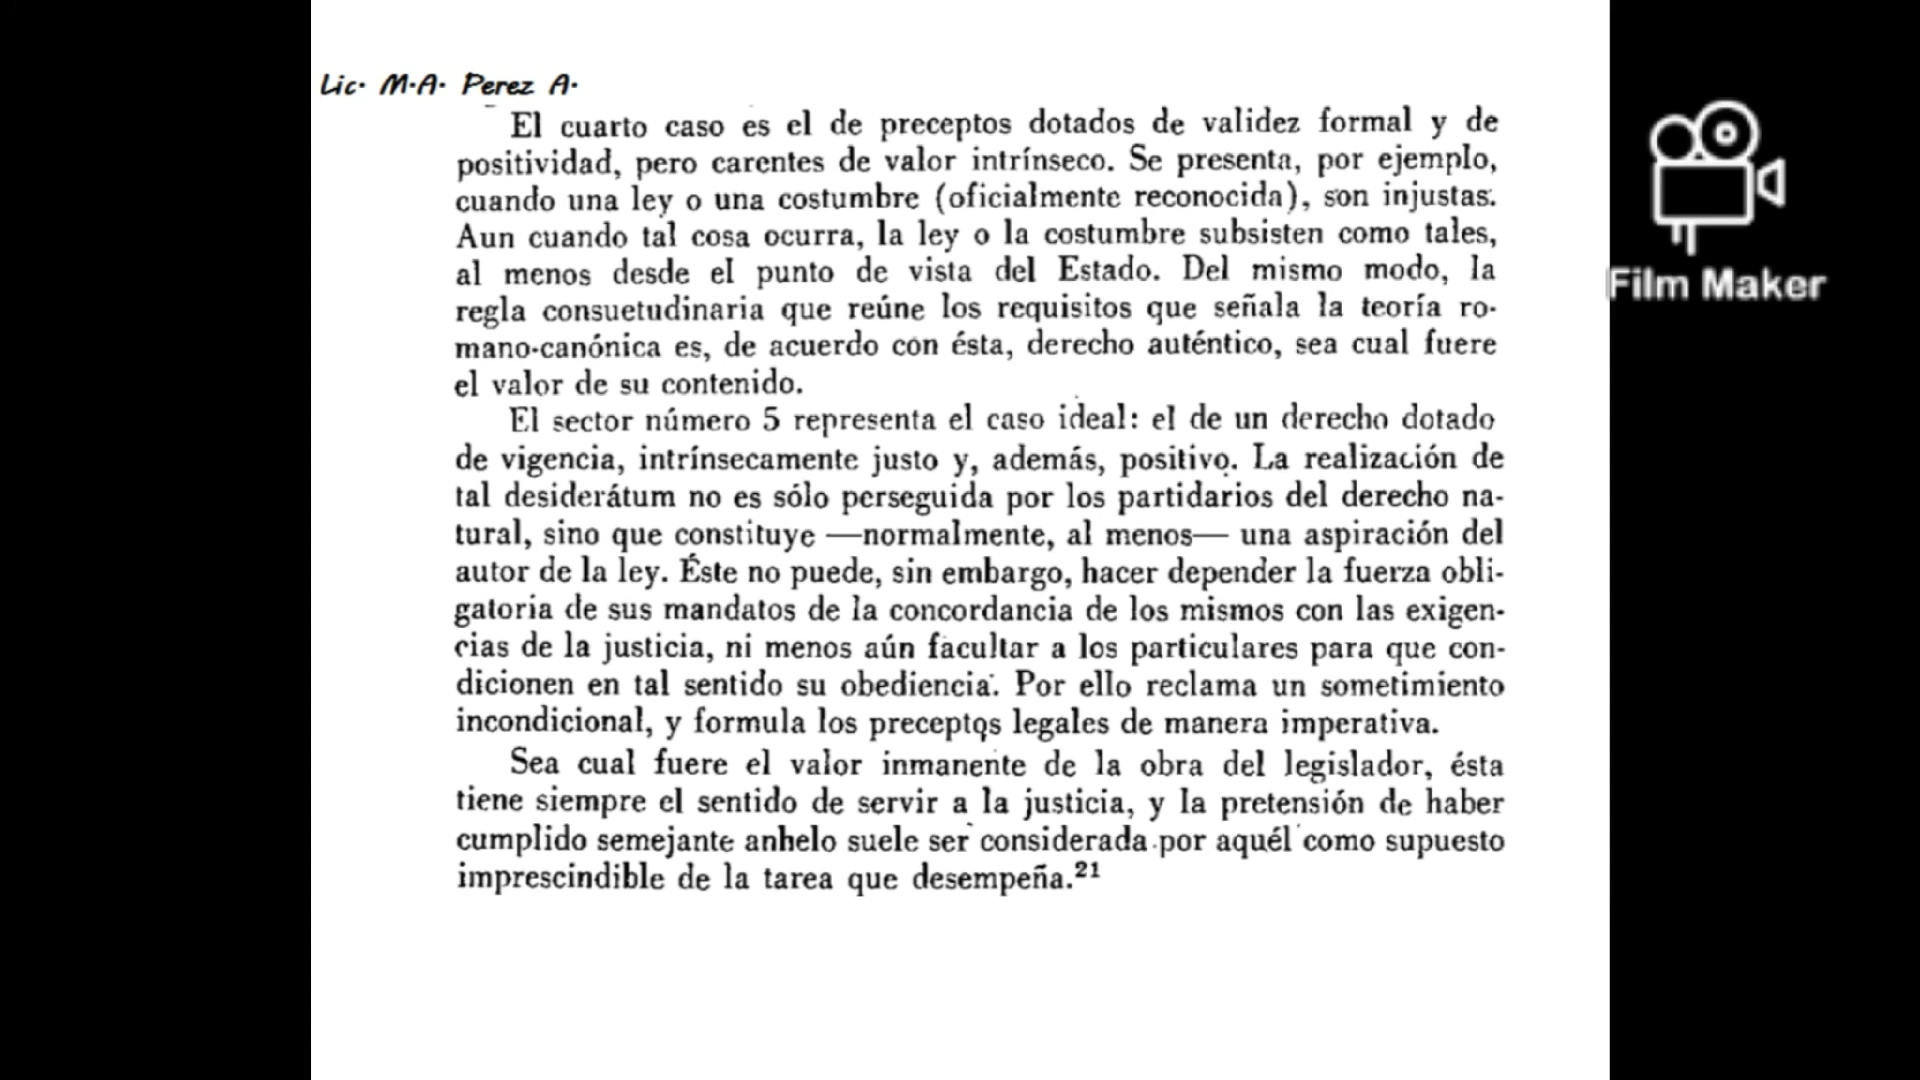 Lic. M.A. Perez A.
El cuarto caso es el de preceptos dotados de validez formal y de
positividad, pero carentes de valor intrínseco. Se presenta, por ejemplo,
cuando una ley o una costumbre (oficialmente reconocida), son injustas.
Aun cuando tal cosa ocurra, la ley o la costumbre subsisten como tales,
al menos desde el punto de vista del Estado. Del mismo modo, la
regla consuetudinaria que reúne los requisitos que señala la teoría ro-
mano-canónica es, de acuerdo con ésta, derecho auténtico, sea cual fuere
el valor de su contenido.
El sector número 5 representa el caso ideal: el de un derecho dotado
de vigencia, intrínsecamente justo y, además, positivo. La realización de
tal desiderátum no es sólo perseguida por los partidarios del derecho na-
tural, sino que constituye —normalmente, al menos— una aspiración del
autor de la ley. Éste no puede, sin embargo, hacer depender la fuerza obli-
gatoria de sus mandatos de la concordancia de los mismos con las exigen-
cias de la justicia, ni menos aún facultar a los particulares para que con-
dicionen en tal sentido su obediencia. Por ello reclama un sometimiento
incondicional, y formula los preceptos legales de manera imperativa.
Sea cual fuere el valor inmanente de la obra del legislador, ésta
tiene siempre el sentido de servir a la justicia, y la pretensión de haber
cumplido semejante anhelo suele ser considerada por aquél como supuesto
imprescindible de la tarea que desempeña.²¹
Film Maker